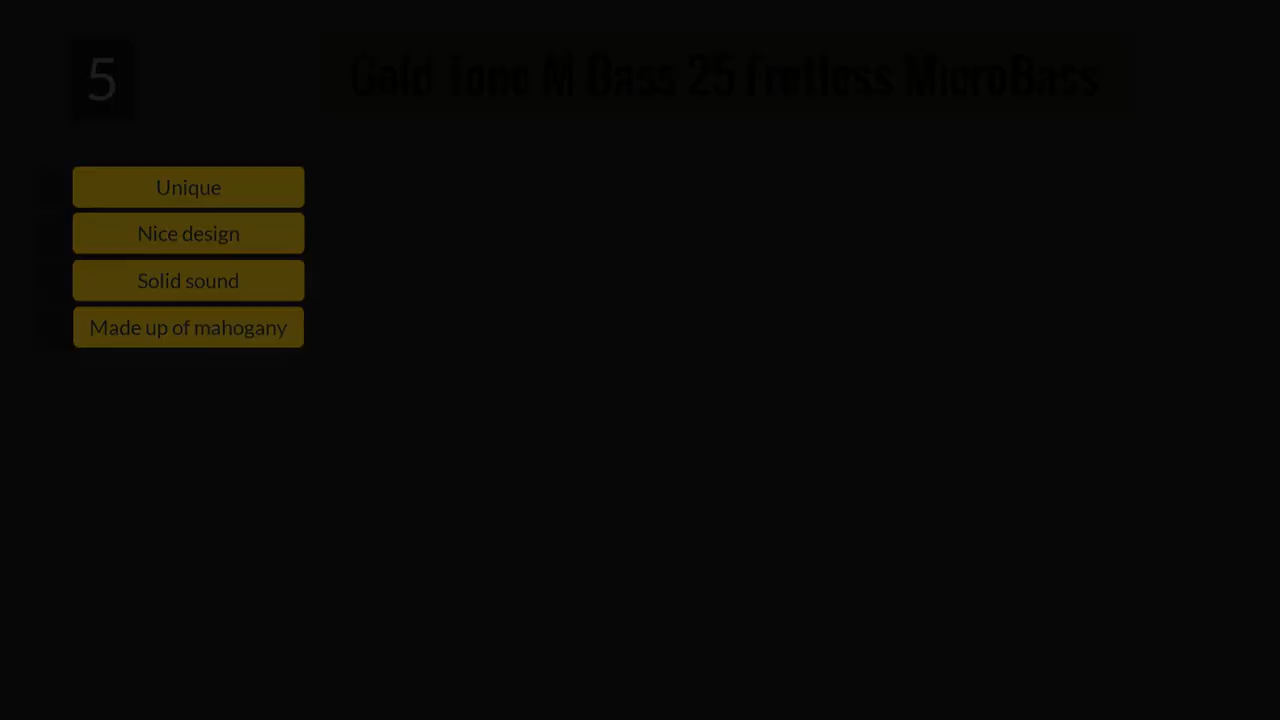 5
Gold Tone M Bass 25 Fretless MicroBass
Unique
Nice design
Solid sound
Made up of mahogany